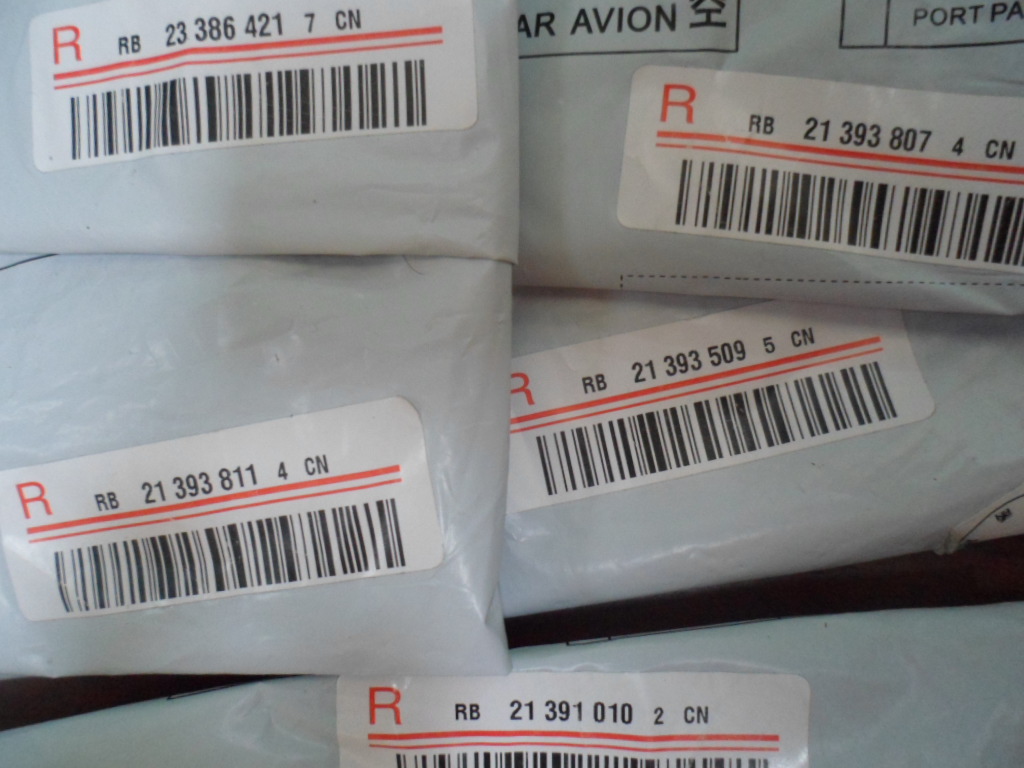 R RB 23 386 421 7 CN
AR AVION 空
PORT PA
R RB 21 393 807 4 CN
R RB 21 393 509 5 CN
R RB 21 393 811 4 CN
R RB 21 391 010 2 CN